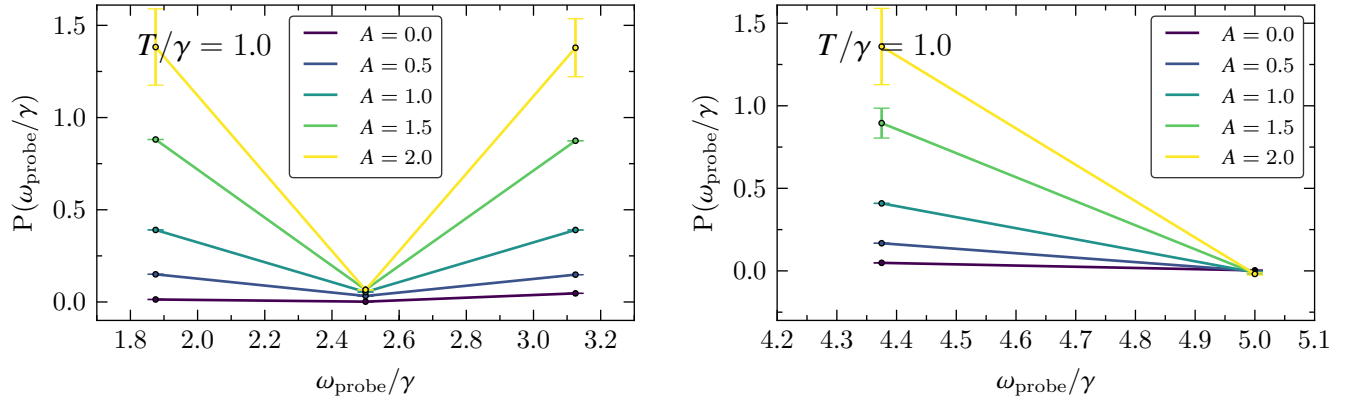 T/γ = 1.0
A = 0.0
A = 0.5
A = 1.0
A = 1.5
A = 2.0
P(ω_probe/γ)
1.5
1.0
0.5
0.0
1.8 2.0 2.2 2.4 2.6 2.8 3.0 3.2
ω_probe/γ
T/γ = 1.0
A = 0.0
A = 0.5
A = 1.0
A = 1.5
A = 2.0
P(ω_probe/γ)
1.5
1.0
0.5
0.0
4.2 4.3 4.4 4.5 4.6 4.7 4.8 4.9 5.0 5.1
ω_probe/γ